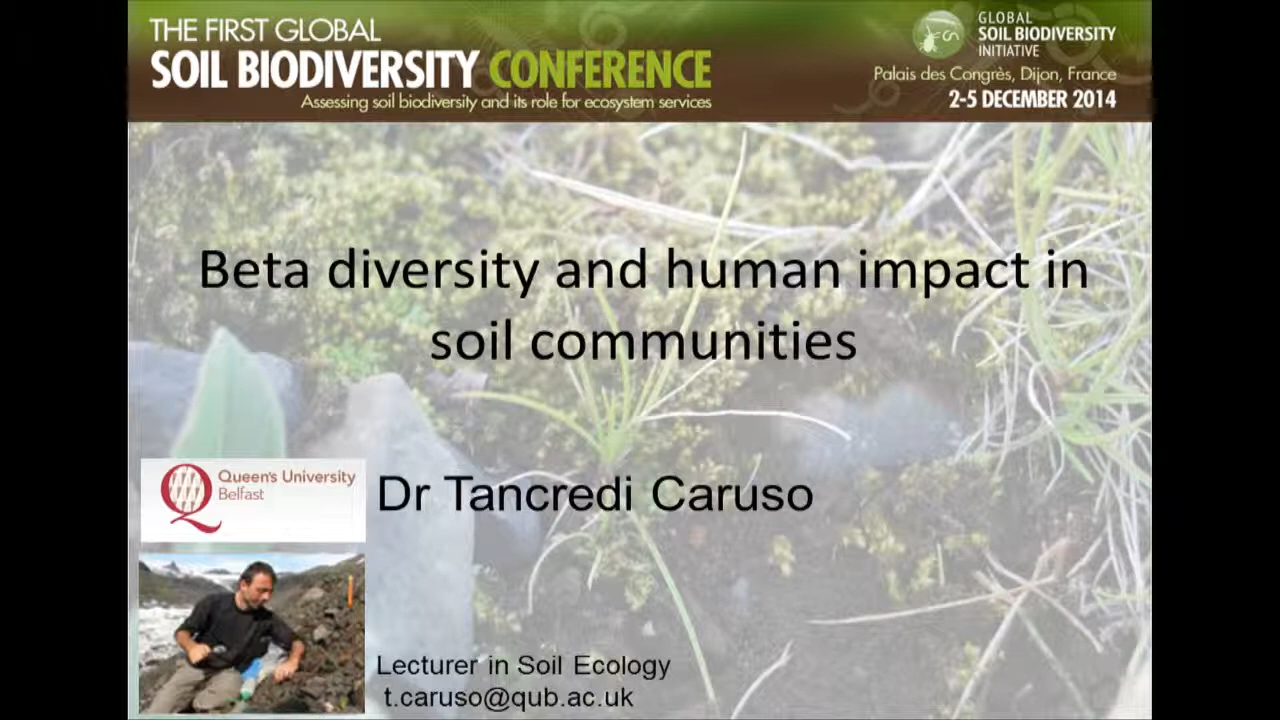 THE FIRST GLOBAL
SOIL BIODIVERSITY CONFERENCE
Assessing soil biodiversity and its role for ecosystem services
GLOBAL
SOIL BIODIVERSITY
INITIATIVE
Palais des Congrès, Dijon, France
2-5 DECEMBER 2014
Beta diversity and human impact in
soil communities
Queen's University
Belfast
Dr Tancredi Caruso
Lecturer in Soil Ecology
t.caruso@qub.ac.uk